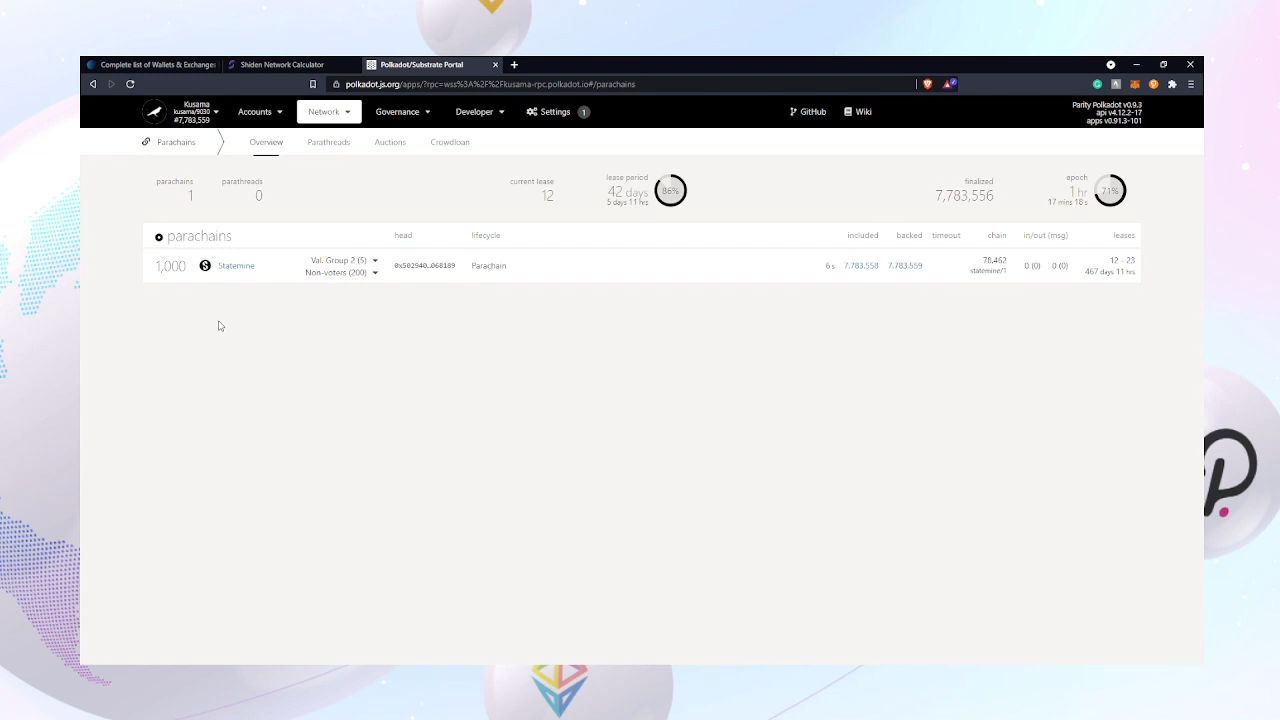 Complete list of Wallets & Exchanges
Shiden Network Calculator
Polkadot/Substrate Portal
polkadot.js.org/apps/?rpc=wss%3A%2F%2Fkusama-rpc.polkadot.io#/parachains
Kusama
kusama/9030
#7,783,559
Accounts
Network
Governance
Developer
Settings
1
GitHub
Wiki
Parity Polkadot v0.9.3
api v4.12.2-17
apps v0.91.3-101
Parachains
Overview
Parathreads
Auctions
Crowdloan
parachains
1
parathreads
0
current lease
12
lease period
42 days
5 days 11 hrs
86%
finalized
7,783,556
epoch
1 hr
17 mins 18 s
71%
parachains
head
lifecycle
included
backed
timeout
chain
in/out (msg)
leases
1,000
Statemine
Val. Group 2 (5)
Non-voters (200)
Parachain
6 s
7,783,558
7,783,559
78,462
statemine/1
0 (0)
0 (0)
12 - 23
467 days 11 hrs